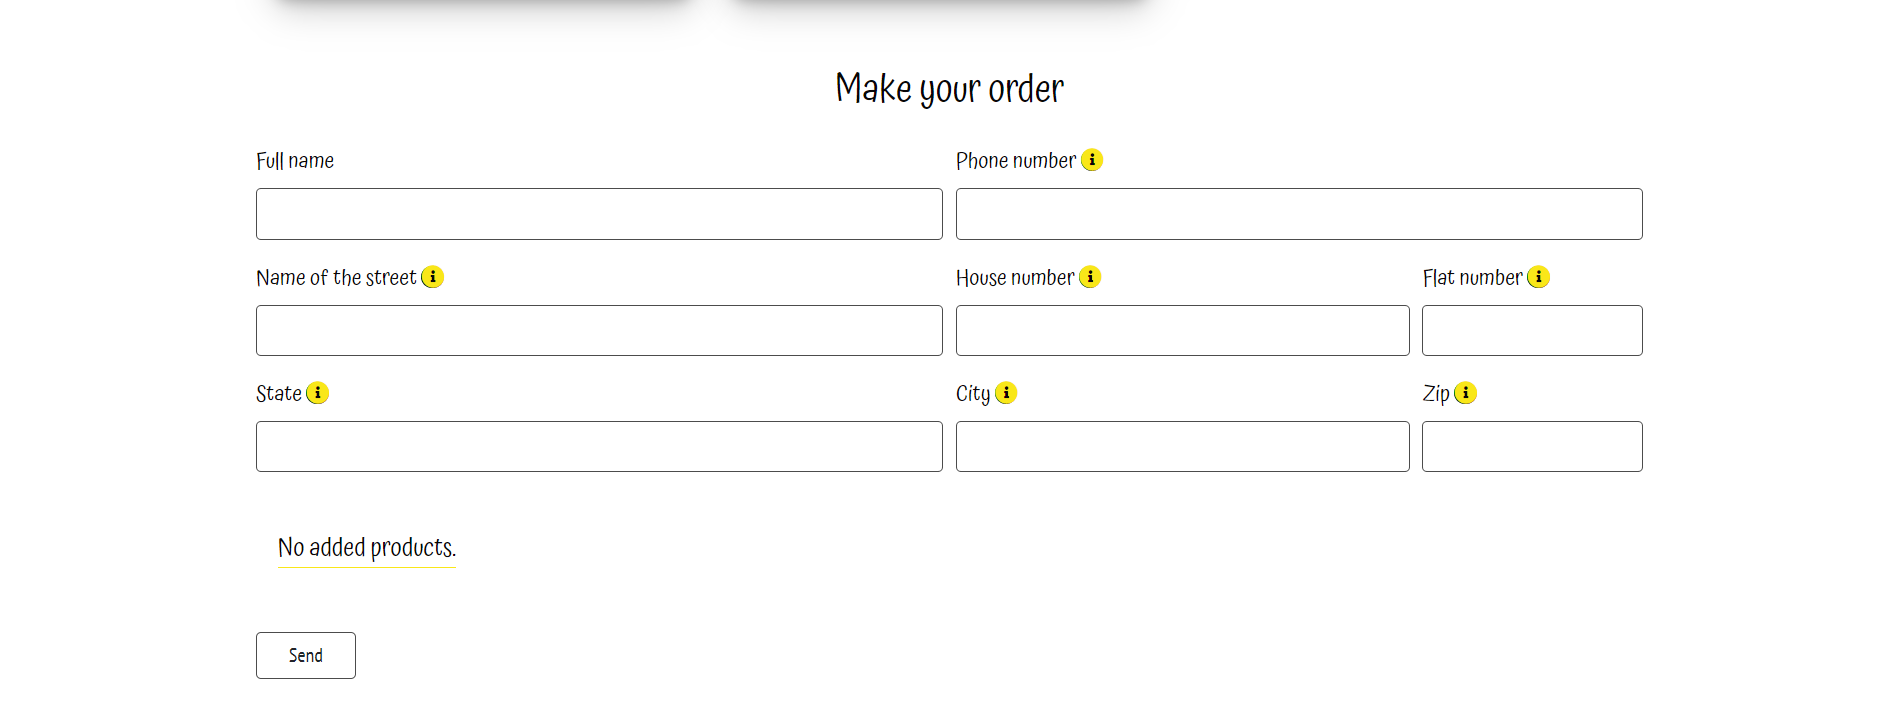 Make your order
Full name
Phone number i
Name of the street i
House number i
Flat number i
State i
City i
Zip i
No added products.
Send